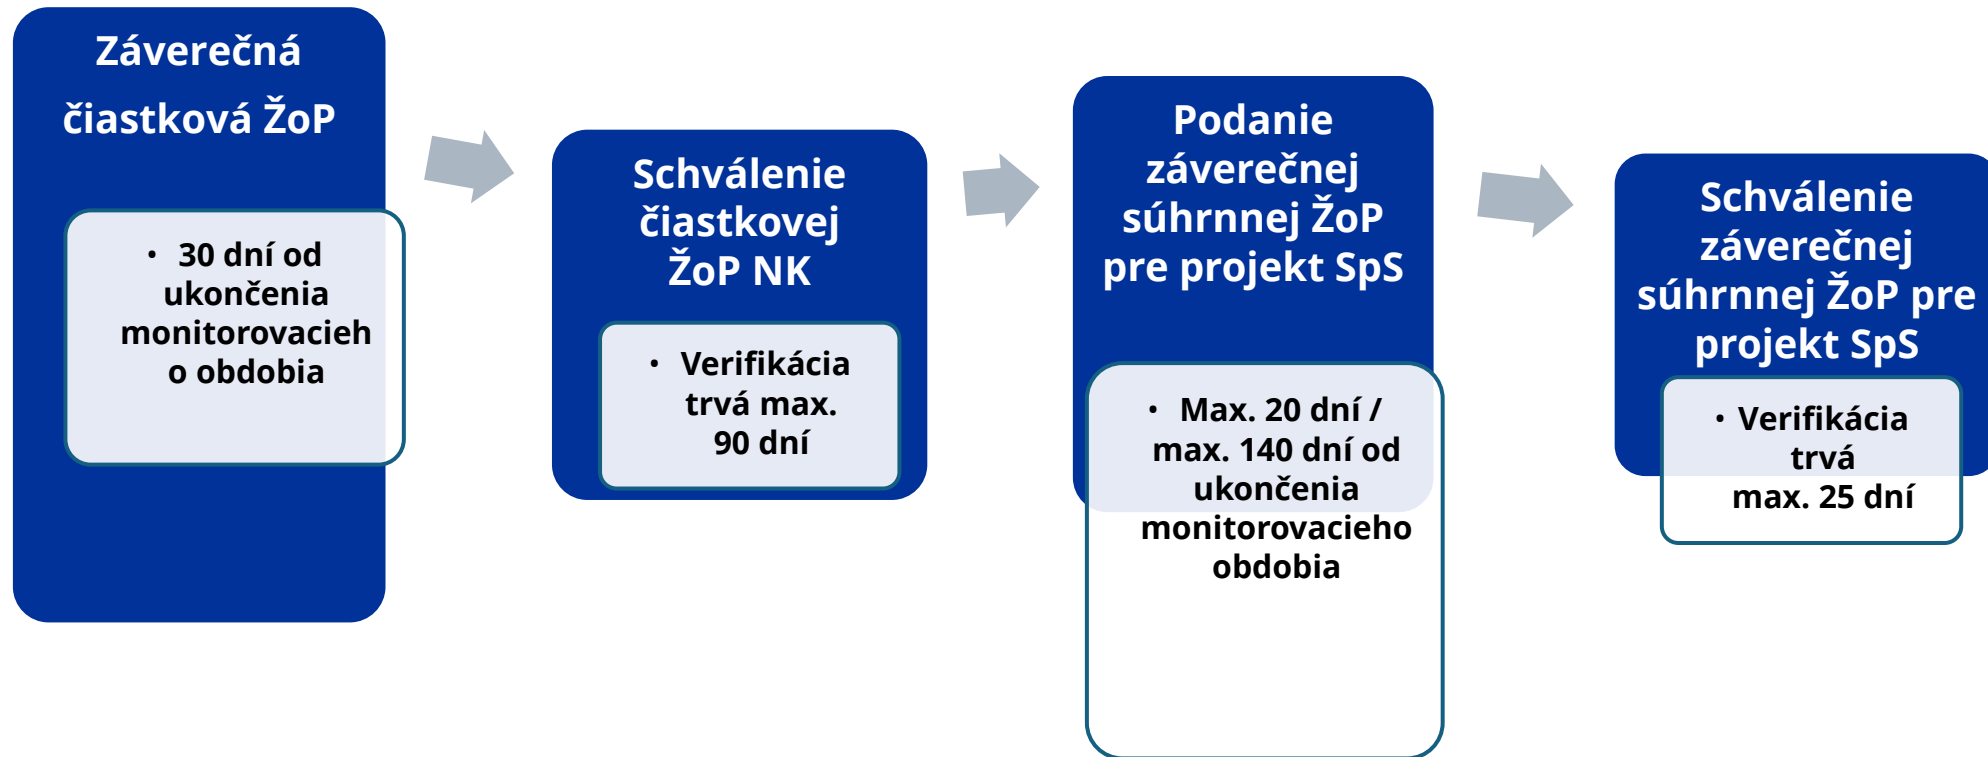 Záverečná
čiastková ŽoP
• 30 dní od
ukončenia
monitorovacieh
o obdobia
Schválenie
čiastkovej
ŽoP NK
• Verifikácia
trvá max.
90 dní
Podanie
záverečnej
súhrnnej ŽoP
pre projekt SpS
• Max. 20 dní /
max. 140 dní od
ukončenia
monitorovacieho
obdobia
Schválenie
záverečnej
súhrnnej ŽoP pre
projekt SpS
• Verifikácia
trvá
max. 25 dní